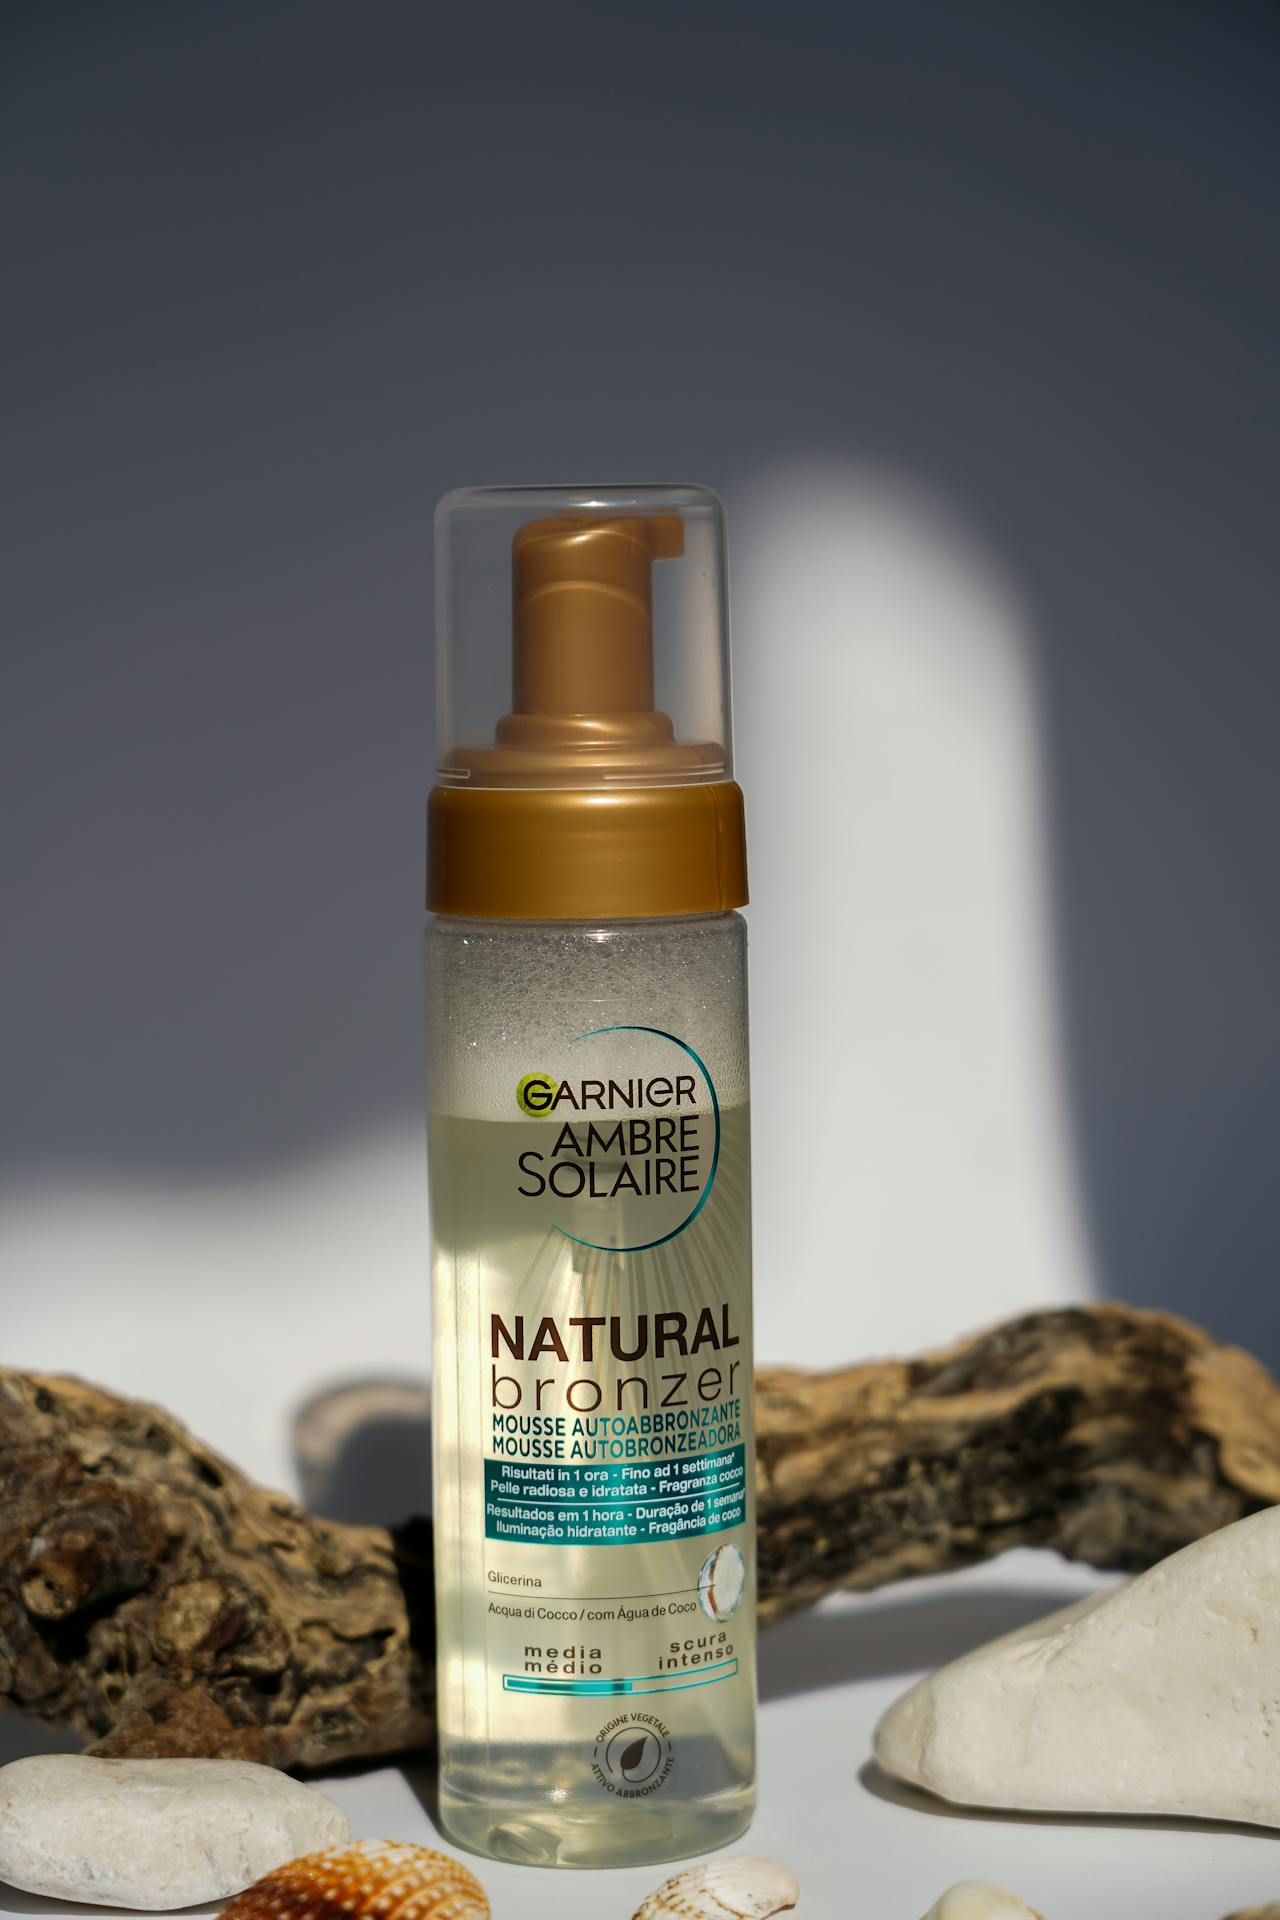 GARNIER
AMBRE
SOLAIRE
NATURAL
bronzer
MOUSSE AUTOABBRONZANTE
MOUSSE AUTOBRONZEADORA
Risultati in 1 ora - Fino ad 1 settimana*
Pelle radiosa e idratata - Fragranza cocco
Resultados em 1 hora - Duração de 1 semana*
Iluminação hidratante - Fragância de coco
Glicerina
Acqua di Cocco / com Água de Coco
media scura
médio intenso
ORIGINE VEGETALE
ATTIVO ABBRONZANTE